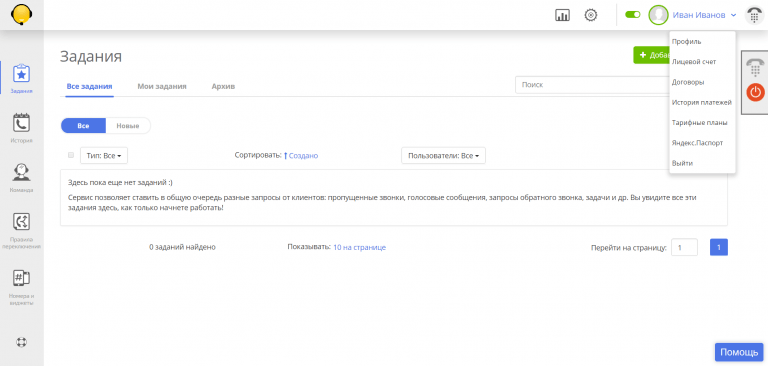 Иван Иванов
Профиль
Лицевой счет
Договоры
История платежей
Тарифные планы
Яндекс.Паспорт
Выйти
Задания
История
Команда
Правила
переключения
Номера и
виджеты
Задания
Все задания Мои задания Архив
Поиск
Все Новые
Тип: Все Сортировать: Создано Пользователи: Все
Здесь пока еще нет заданий :)
Сервис позволяет ставить в общую очередь разные запросы от клиентов: пропущенные звонки, голосовые сообщения, запросы обратного звонка, задачи и др. Вы увидите все эти
задания здесь, как только начнете работать!
0 заданий найдено Показывать: 10 на странице Перейти на страницу: 1 1
Помощь